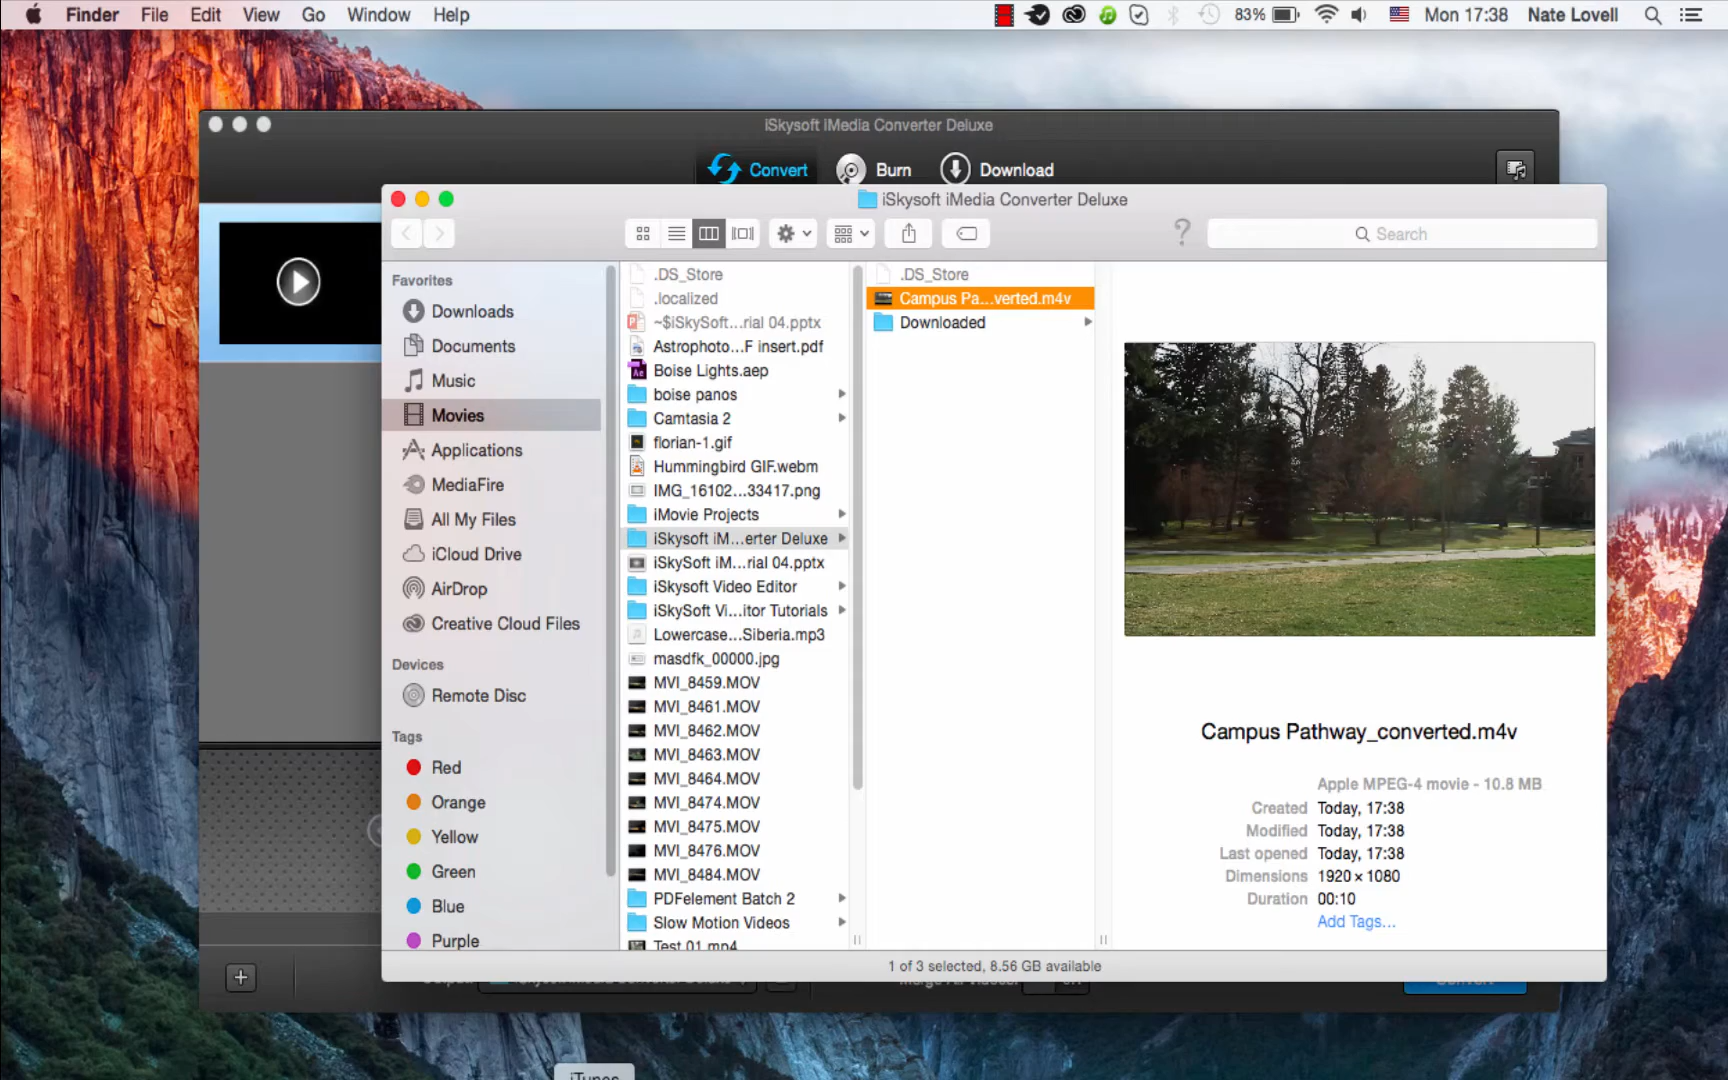 Finder File Edit View Go Window Help 83% Mon 17:38 Nate Lovell
iSkysoft iMedia Converter Deluxe
Convert Burn Download
iSkysoft iMedia Converter Deluxe
? Search
Favorites
Downloads
Documents
Music
Movies
Applications
MediaFire
All My Files
iCloud Drive
AirDrop
Creative Cloud Files
Devices
Remote Disc
Tags
Red
Orange
Yellow
Green
Blue
Purple
.DS_Store
.localized
~$iSkySoft...rial 04.pptx
Astrophoto...F insert.pdf
Boise Lights.aep
boise panos
Camtasia 2
florian-1.gif
Hummingbird GIF.webm
IMG_16102...33417.png
iMovie Projects
iSkysoft iM...erter Deluxe
iSkySoft iM...rial 04.pptx
iSkysoft Video Editor
iSkySoft Vi...itor Tutorials
Lowercase...Siberia.mp3
masdfk_00000.jpg
MVI_8459.MOV
MVI_8461.MOV
MVI_8462.MOV
MVI_8463.MOV
MVI_8464.MOV
MVI_8474.MOV
MVI_8475.MOV
MVI_8476.MOV
MVI_8484.MOV
PDFelement Batch 2
Slow Motion Videos
Test 01.mp4
.DS_Store
Campus Pa...verted.m4v
Downloaded
Campus Pathway_converted.m4v
Apple MPEG-4 movie - 10.8 MB
Created Today, 17:38
Modified Today, 17:38
Last opened Today, 17:38
Dimensions 1920 × 1080
Duration 00:10
Add Tags...
1 of 3 selected, 8.56 GB available
iTunes